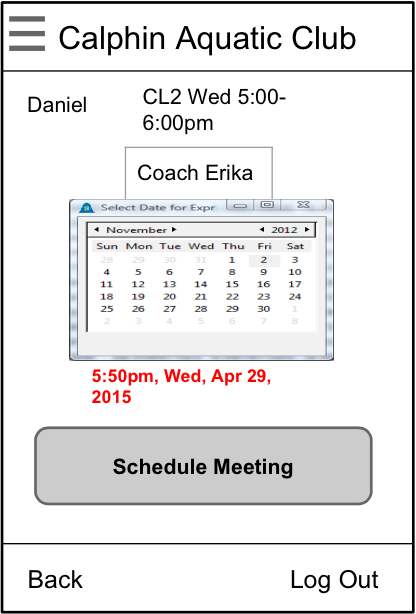 Calphin Aquatic Club
Daniel
CL2 Wed 5:00-
6:00pm
Coach Erika
Select Date for Expr
November 2012
Sun Mon Tue Wed Thu Fri Sat
28 29 30 31 1 2 3
4 5 6 7 8 9 10
11 12 13 14 15 16 17
18 19 20 21 22 23 24
25 26 27 28 29 30 1
2 3 4 5 6 7 8
5:50pm, Wed, Apr 29,
2015
Schedule Meeting
Back Log Out